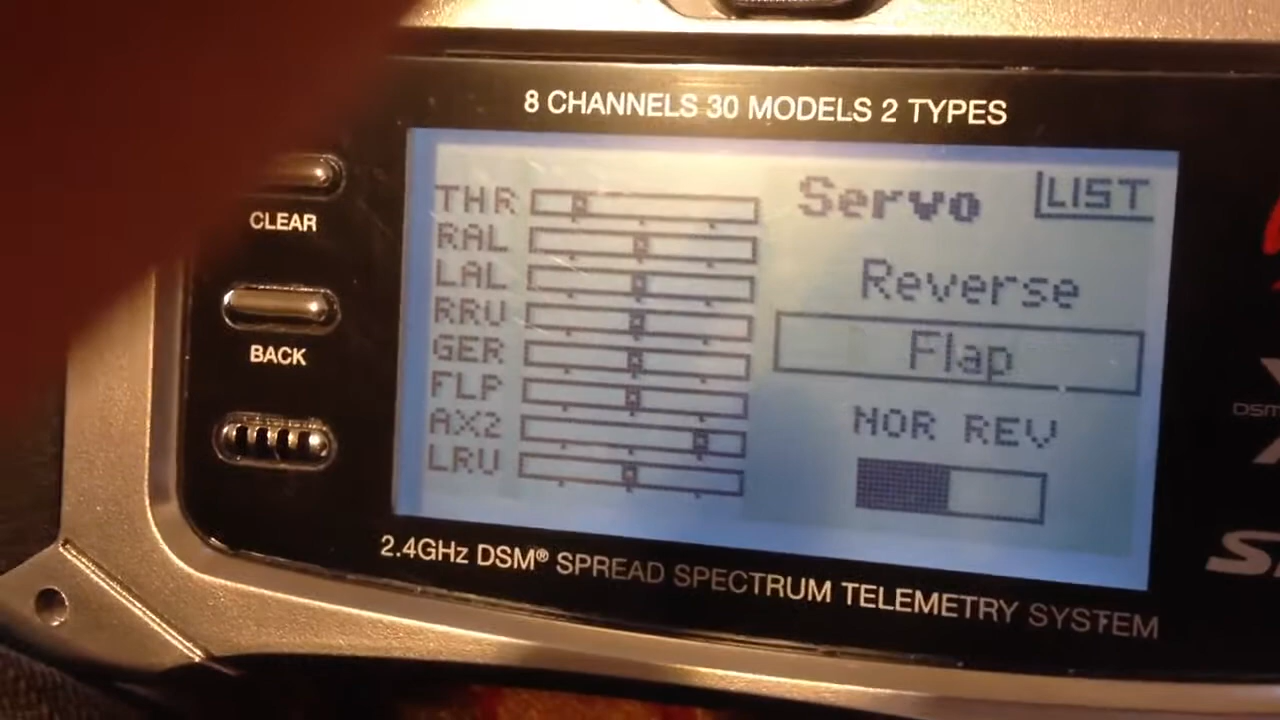 8 CHANNELS 30 MODELS 2 TYPES
CLEAR
BACK
THR
RAL
LAL
RRU
GER
FLP
AX2
LRU
Servo
LIST
Reverse
Flap
NOR REV
2.4GHz DSM® SPREAD SPECTRUM TELEMETRY SYSTEM